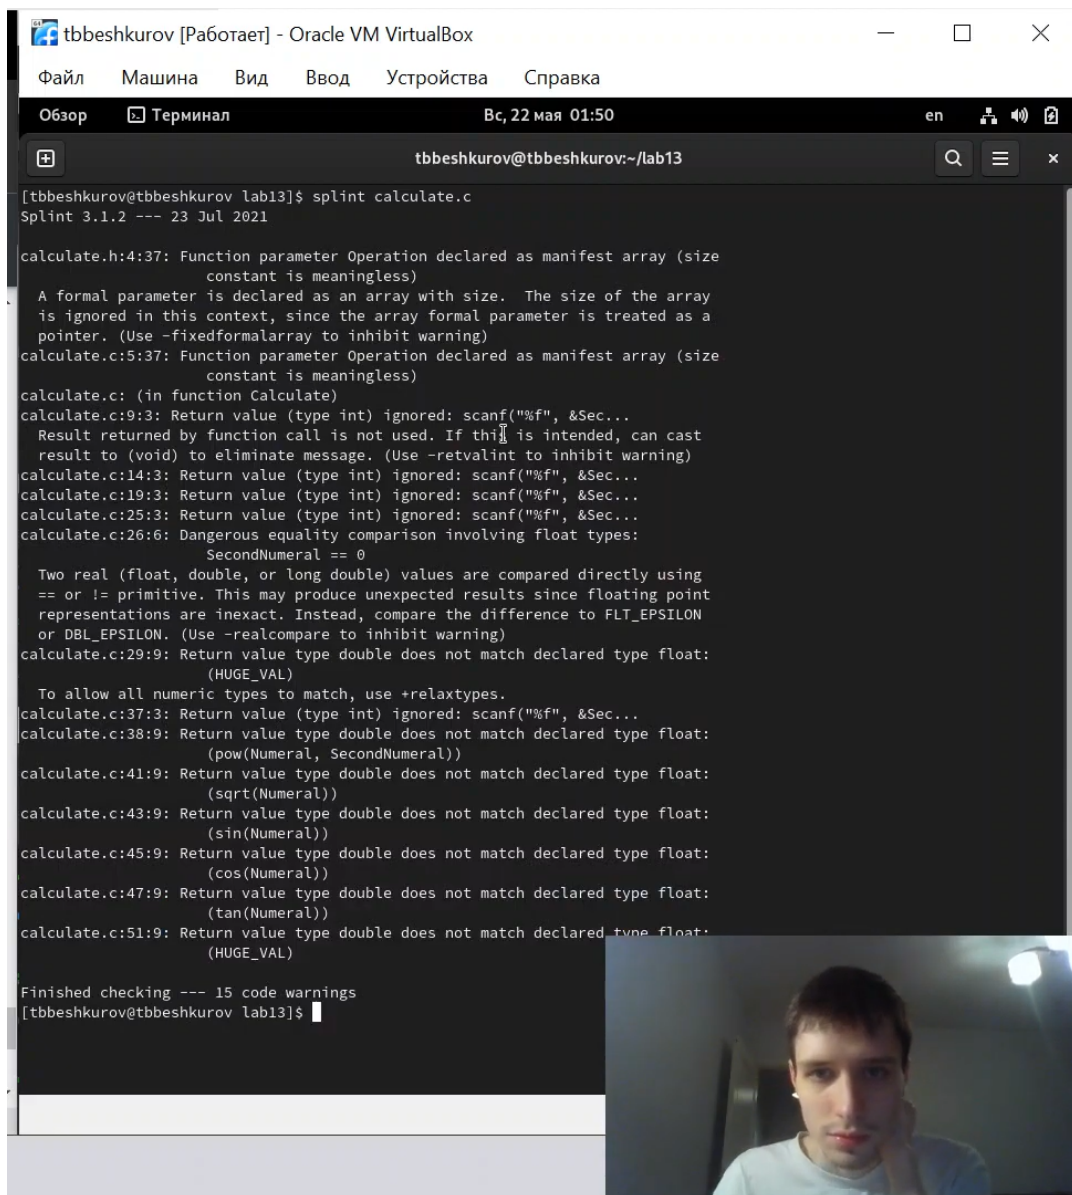 tbbeshkurov [Работает] - Oracle VM VirtualBox
Файл Машина Вид Ввод Устройства Справка
Обзор Терминал Вс, 22 мая 01:50 en
tbbeshkurov@tbbeshkurov:~/lab13
[tbbeshkurov@tbbeshkurov lab13]$ splint calculate.c
Splint 3.1.2 --- 23 Jul 2021
calculate.h:4:37: Function parameter Operation declared as manifest array (size
constant is meaningless)
A formal parameter is declared as an array with size.  The size of the array
is ignored in this context, since the array formal parameter is treated as a
pointer. (Use -fixedformalarray to inhibit warning)
calculate.c:5:37: Function parameter Operation declared as manifest array (size
constant is meaningless)
calculate.c: (in function Calculate)
calculate.c:9:3: Return value (type int) ignored: scanf("%f", &Sec...
Result returned by function call is not used. If this is intended, can cast
result to (void) to eliminate message. (Use -retvalint to inhibit warning)
calculate.c:14:3: Return value (type int) ignored: scanf("%f", &Sec...
calculate.c:19:3: Return value (type int) ignored: scanf("%f", &Sec...
calculate.c:25:3: Return value (type int) ignored: scanf("%f", &Sec...
calculate.c:26:6: Dangerous equality comparison involving float types:
SecondNumeral == 0
Two real (float, double, or long double) values are compared directly using
== or != primitive. This may produce unexpected results since floating point
representations are inexact. Instead, compare the difference to FLT_EPSILON
or DBL_EPSILON. (Use -realcompare to inhibit warning)
calculate.c:29:9: Return value type double does not match declared type float:
(HUGE_VAL)
To allow all numeric types to match, use +relaxtypes.
calculate.c:37:3: Return value (type int) ignored: scanf("%f", &Sec...
calculate.c:38:9: Return value type double does not match declared type float:
(pow(Numeral, SecondNumeral))
calculate.c:41:9: Return value type double does not match declared type float:
(sqrt(Numeral))
calculate.c:43:9: Return value type double does not match declared type float:
(sin(Numeral))
calculate.c:45:9: Return value type double does not match declared type float:
(cos(Numeral))
calculate.c:47:9: Return value type double does not match declared type float:
(tan(Numeral))
calculate.c:51:9: Return value type double does not match declared type float:
(HUGE_VAL)
Finished checking --- 15 code warnings
[tbbeshkurov@tbbeshkurov lab13]$